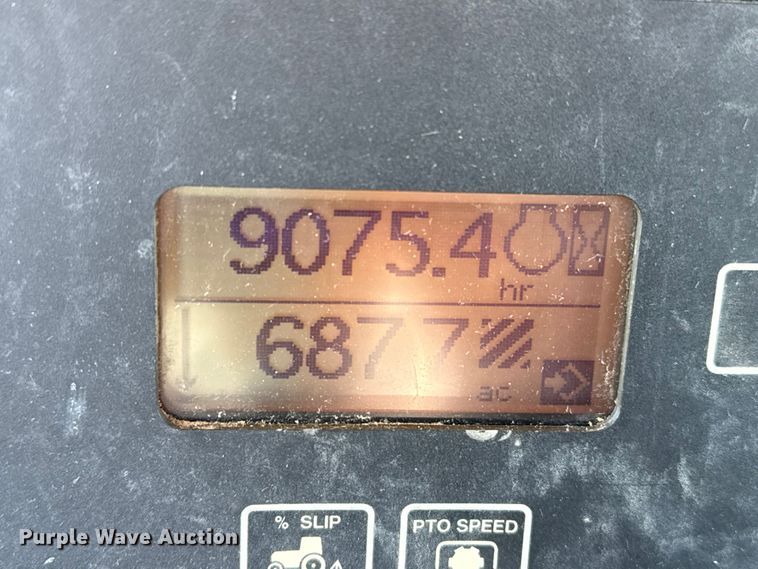 9075.4
hr
687.7
ac
% SLIP
PTO SPEED
Purple Wave Auction